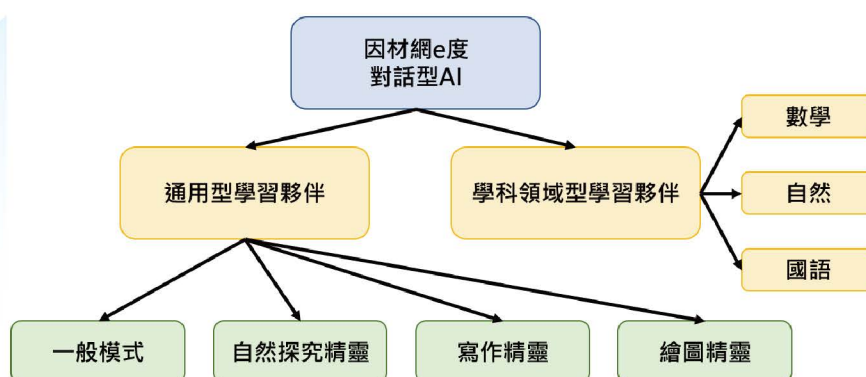 因材網e度
對話型AI
數學
通用型學習夥伴
學科領域型學習夥伴
自然
國語
一般模式
自然探究精靈
寫作精靈
繪圖精靈